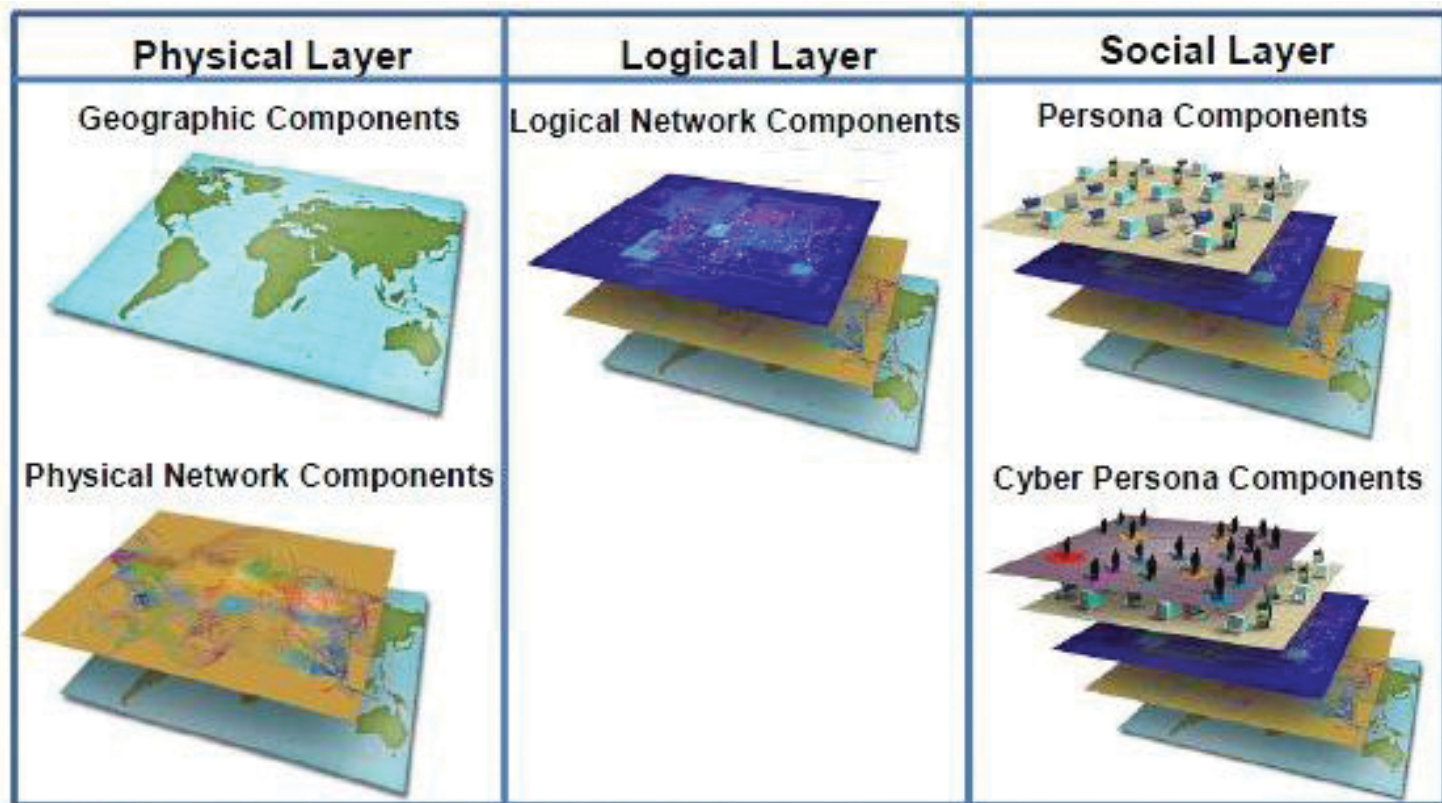 Physical Layer
Logical Layer
Social Layer
Geographic Components
Logical Network Components
Persona Components
Physical Network Components
Cyber Persona Components